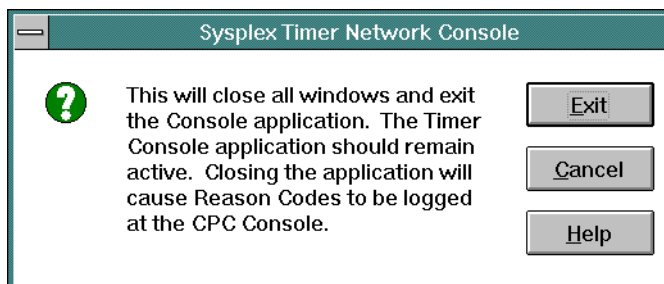 Sysplex Timer Network Console
This will close all windows and exit
the Console application.  The Timer
Console application should remain
active.  Closing the application will
cause Reason Codes to be logged
at the CPC Console.
Exit
Cancel
Help